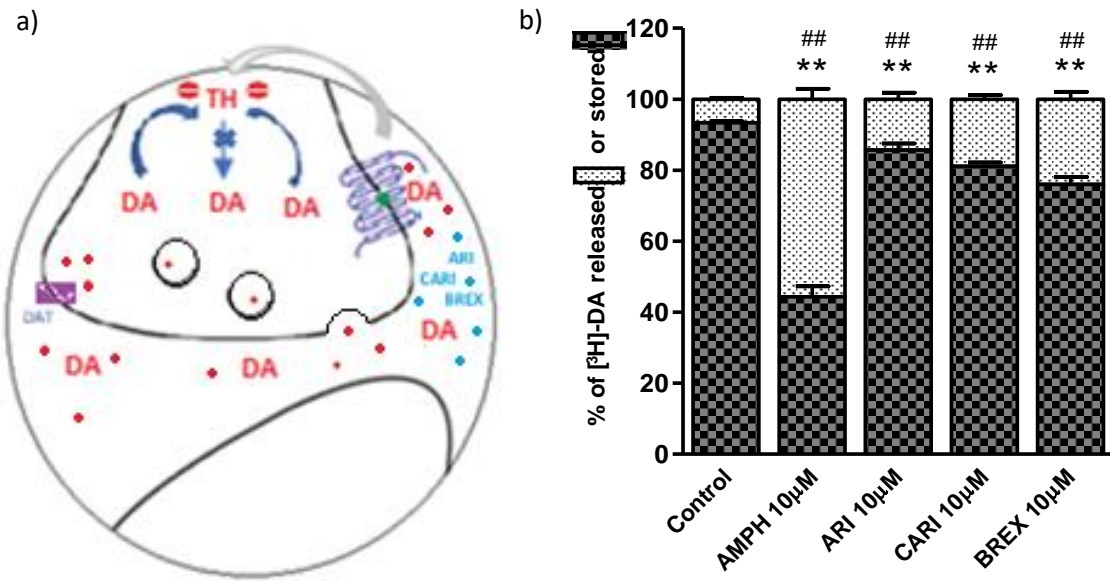 a)
TH
DA DA DA
DA
ARI
CARI
BREX
DAT
DA
DA DA
b)
% of [³H]-DA released or stored
120
100
80
60
40
20
0
## ## ## ##
** ** ** **
Control
AMPH 10µM
ARI 10µM
CARI 10µM
BREX 10µM